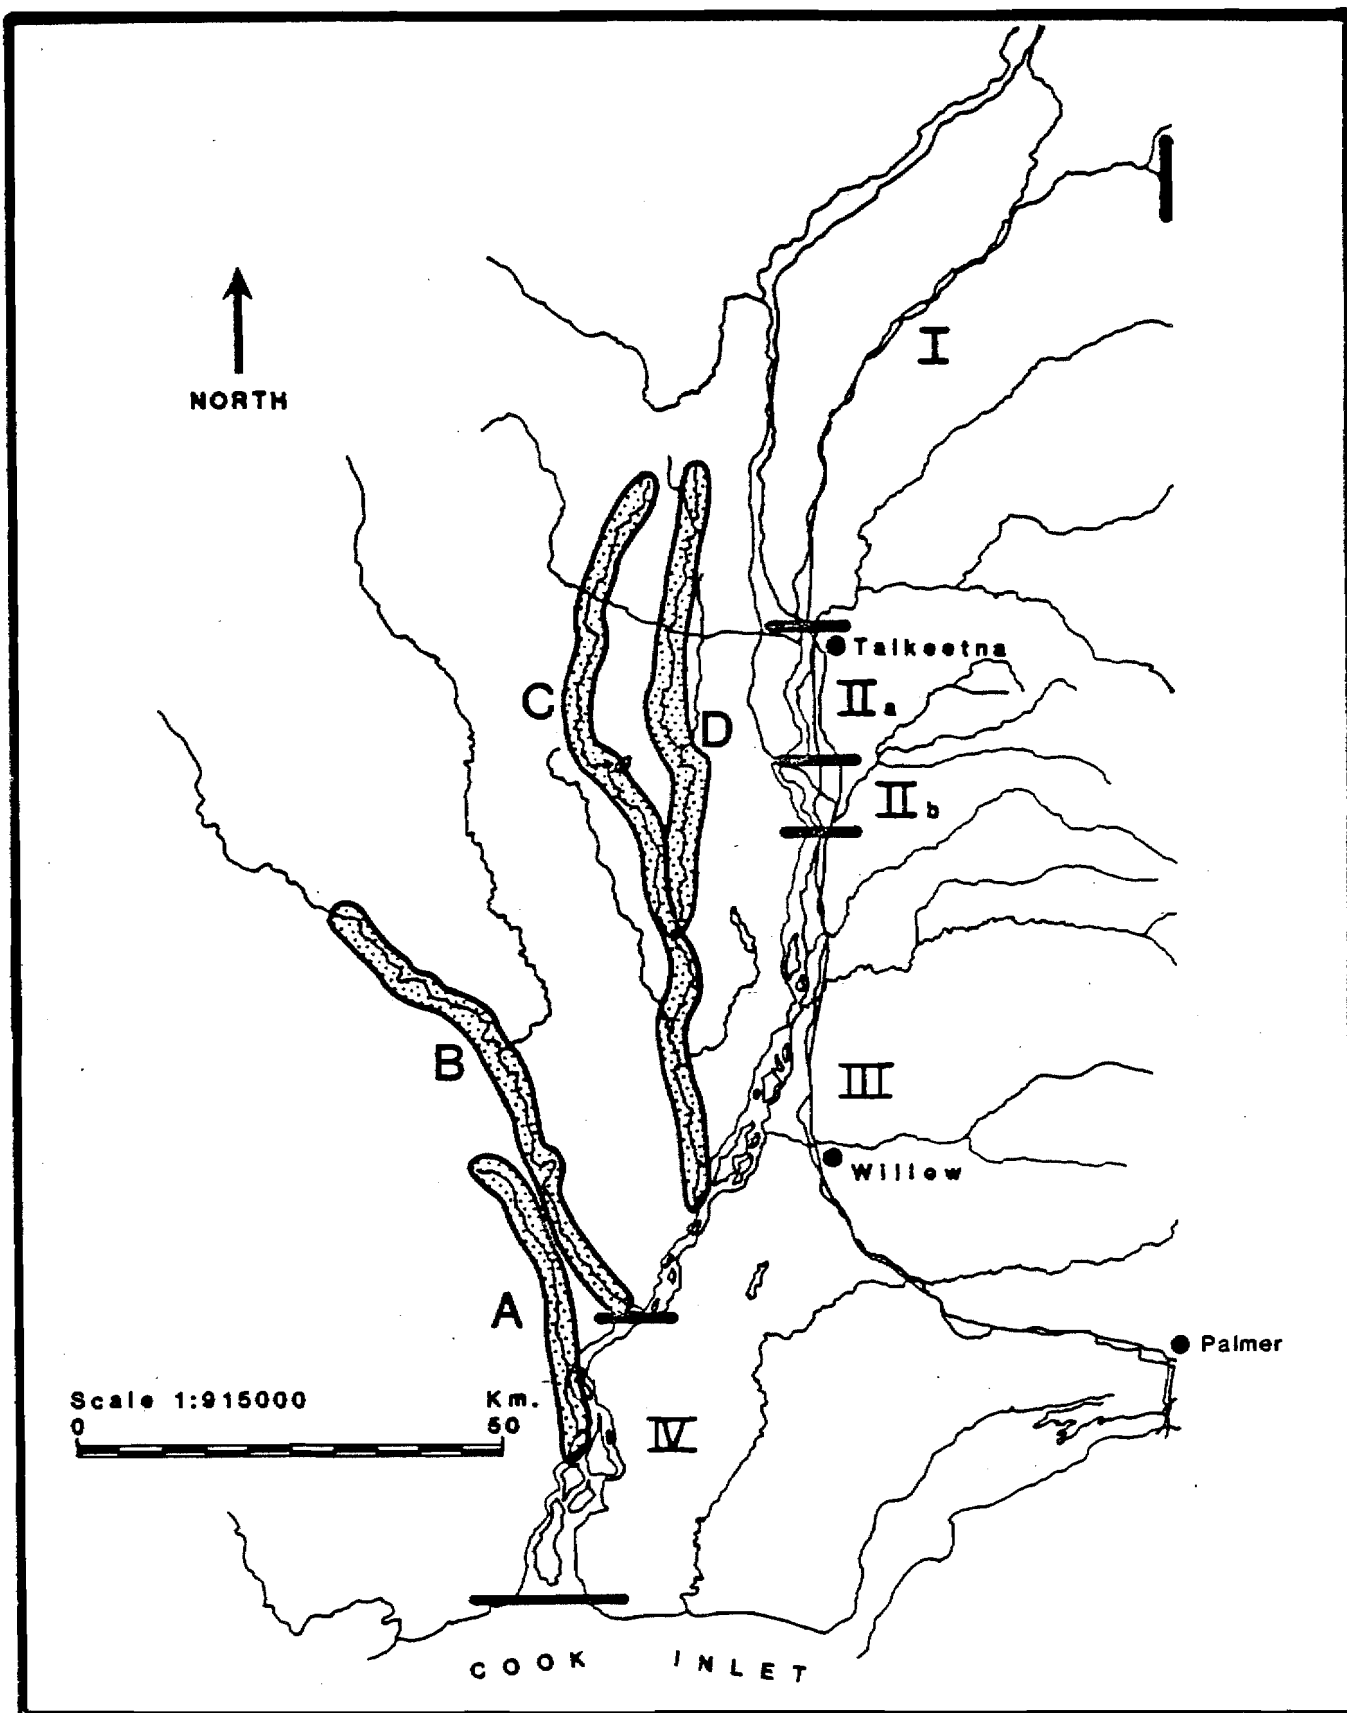 I
NORTH
Talkeetna
C
IIa
D
IIb
B
III
Willow
A
Palmer
Scale 1:915000 Km.
0 50
IV
COOK INLET